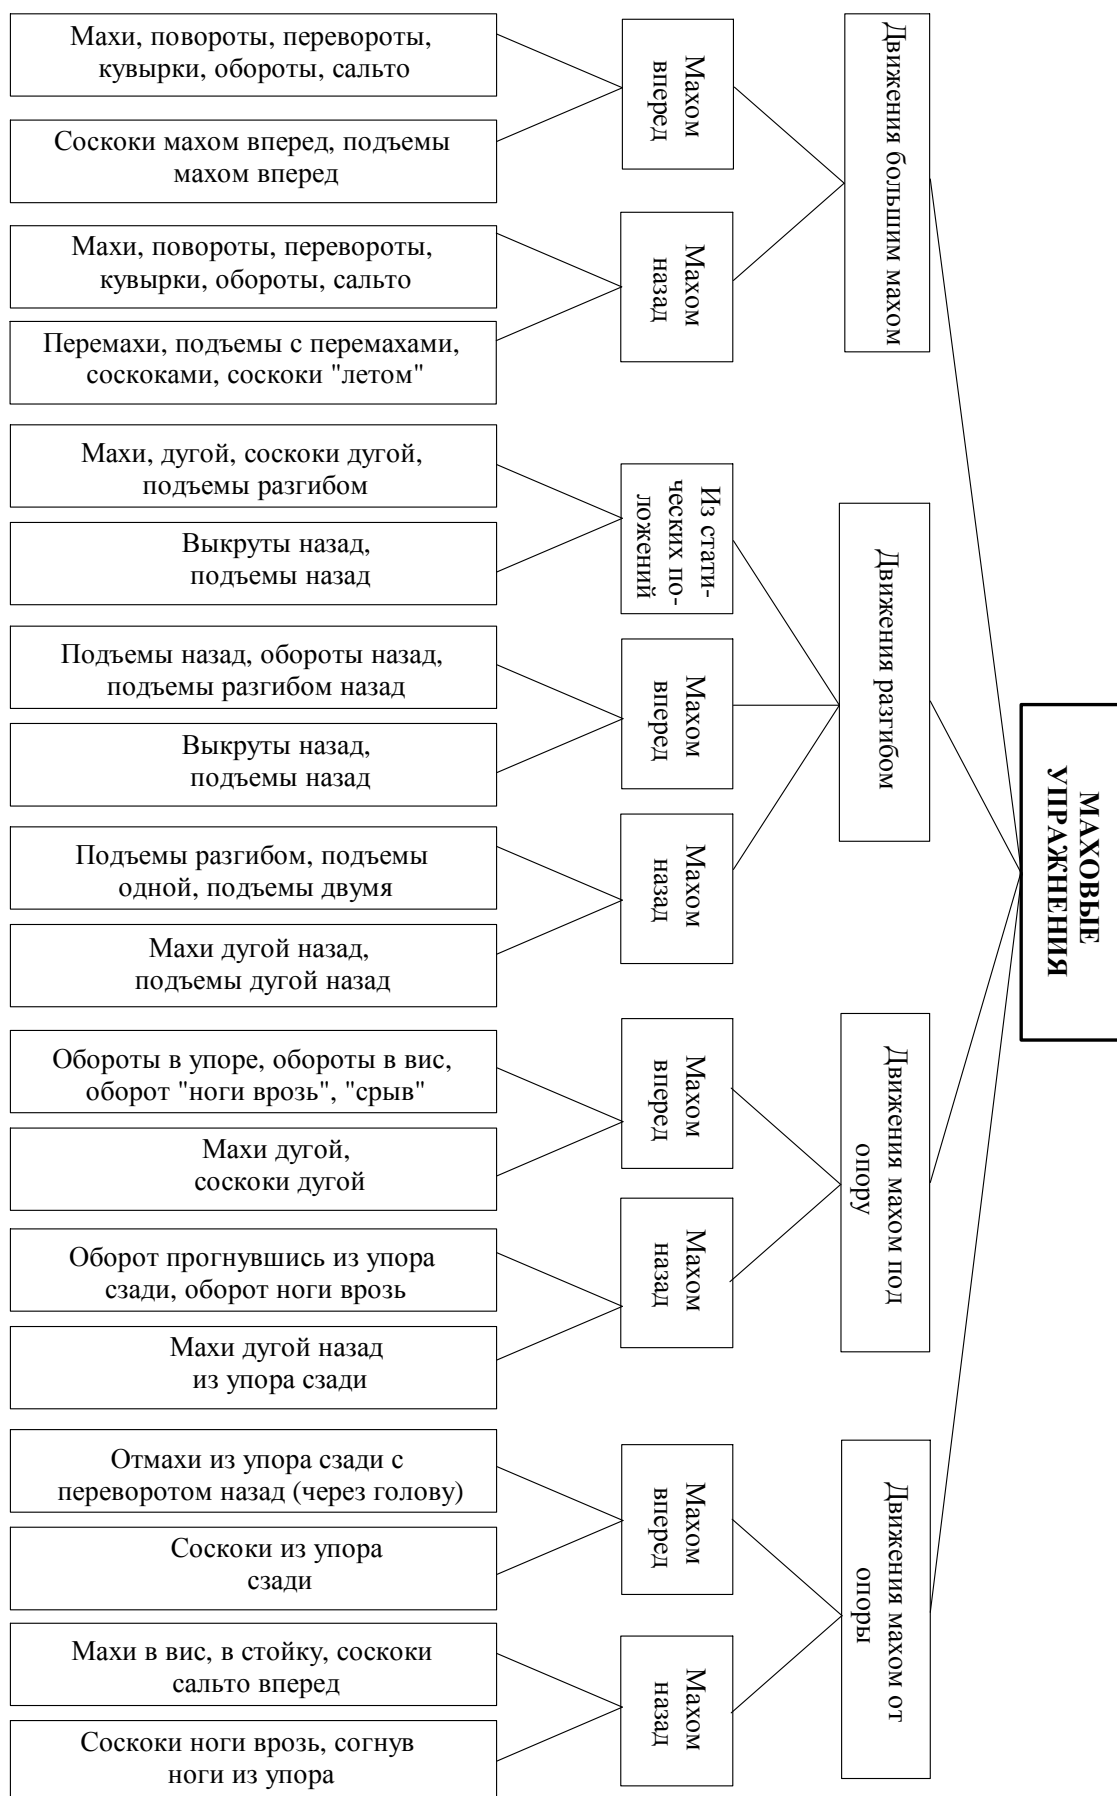 МАХОВЫЕ
УПРАЖНЕНИЯ
Движения большим махом
Махом
вперед
Махи, повороты, перевороты,
кувырки, обороты, сальто
Соскоки махом вперед, подъемы
махом вперед
Махом
назад
Махи, повороты, перевороты,
кувырки, обороты, сальто
Перемахи, подъемы с перемахами,
соскоками, соскоки "летом"
Движения разгибом
Из стати-
ческих по-
ложений
Махи, дугой, соскоки дугой,
подъемы разгибом
Выкруты назад,
подъемы назад
Махом
вперед
Подъемы назад, обороты назад,
подъемы разгибом назад
Выкруты назад,
подъемы назад
Махом
назад
Подъемы разгибом, подъемы
одной, подъемы двумя
Махи дугой назад,
подъемы дугой назад
Движения махом под
опору
Махом
вперед
Обороты в упоре, обороты в вис,
оборот "ноги врозь", "срыв"
Махи дугой,
соскоки дугой
Махом
назад
Оборот прогнувшись из упора
сзади, оборот ноги врозь
Махи дугой назад
из упора сзади
Движения махом от
опоры
Махом
вперед
Отмахи из упора сзади с
переворотом назад (через голову)
Соскоки из упора
сзади
Махом
назад
Махи в вис, в стойку, соскоки
сальто вперед
Соскоки ноги врозь, согнув
ноги из упора